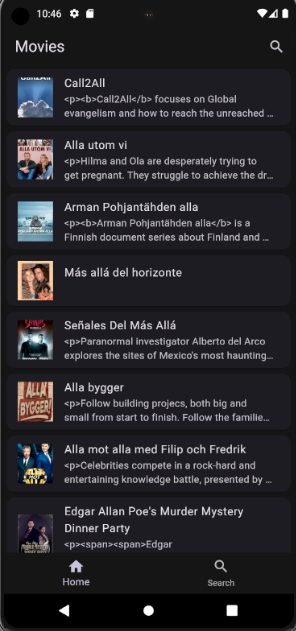 10:46
Movies
Call2All
<p><b>Call2All</b> focuses on Global
evangelism and how to reach the unreached ...
Alla utom vi
<p>Hilma and Ola are desperately trying to
get pregnant. They struggle to achieve the dr...
ALLA UTOM VI
Arman Pohjantähden alla
<p><b>Arman Pohjantähden alla</b> is a
Finnish document series about Finland and ...
Más allá del horizonte
Señales Del Más Allá
<p>Paranormal investigator Alberto del Arco
explores the sites of Mexico's most haunting...
Alla bygger
<p>Follow building projecs, both big and
small from start to finish. Follow the familie...
ALLA
BYGGER!
Alla mot alla med Filip och Fredrik
<p>Celebrities compete in a rock-hard and
entertaining knowledge battle, presented by ...
Edgar Allan Poe's Murder Mystery
Dinner Party
<p><span><span>Edgar
Home
Search